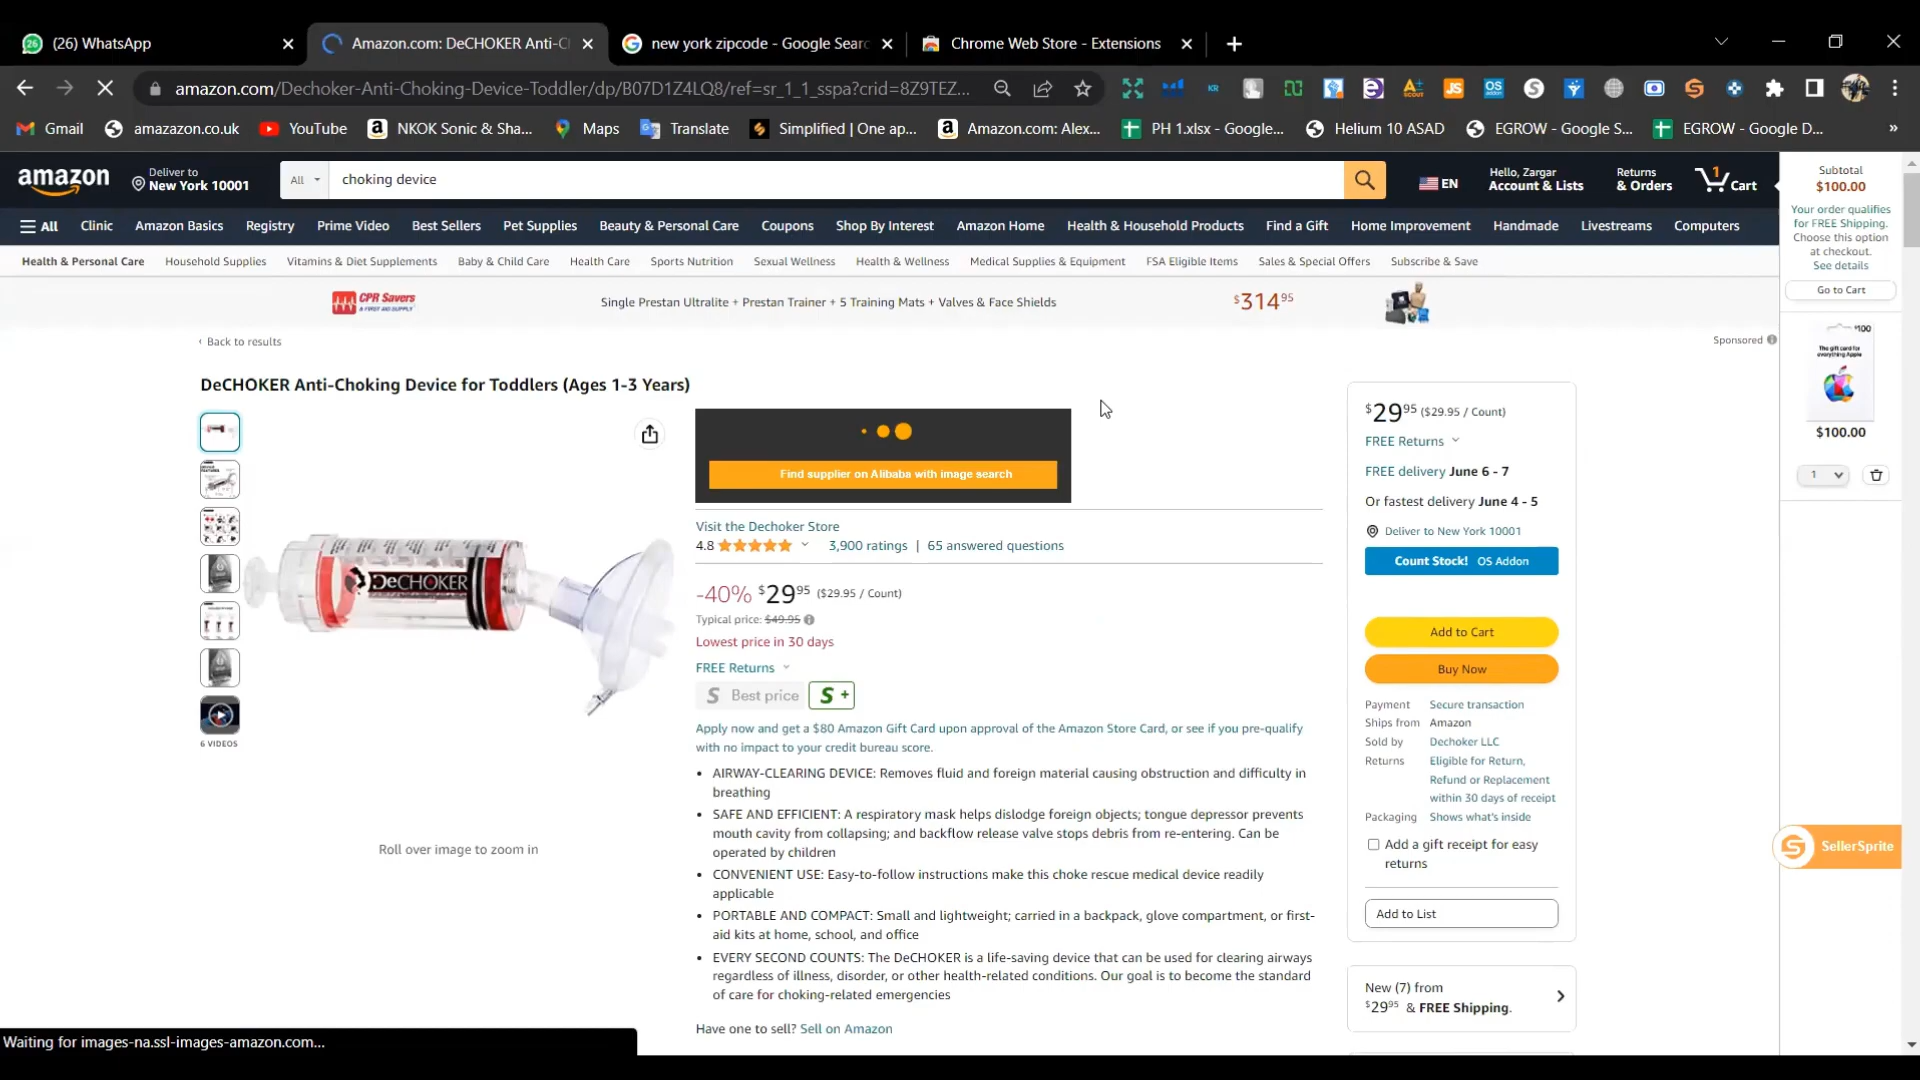 (26) WhatsApp
Amazon.com: DeCHOKER Anti-C
new york zipcode - Google Searc
Chrome Web Store - Extensions
amazon.com/Dechoker-Anti-Choking-Device-Toddler/dp/B07D1Z4LQ8/ref=sr_1_1_sspa?crid=8Z9TEZ...
Gmail
amazazon.co.uk
YouTube
NKOK Sonic & Sha...
Maps
Translate
Simplified | One ap...
Amazon.com: Alex...
PH 1.xlsx - Google...
Helium 10 ASAD
EGROW - Google S...
EGROW - Google D...
»
amazon
Deliver to
New York 10001
All
choking device
EN
Hello, Zargar
Account & Lists
Returns
& Orders
1
Cart
All
Clinic
Amazon Basics
Registry
Prime Video
Best Sellers
Pet Supplies
Beauty & Personal Care
Coupons
Shop By Interest
Amazon Home
Health & Household Products
Find a Gift
Home Improvement
Handmade
Livestreams
Computers
Health & Personal Care
Household Supplies
Vitamins & Diet Supplements
Baby & Child Care
Health Care
Sports Nutrition
Sexual Wellness
Health & Wellness
Medical Supplies & Equipment
FSA Eligible Items
Sales & Special Offers
Subscribe & Save
CPR Savers
& FIRST AID SUPPLY
Single Prestan Ultralite + Prestan Trainer + 5 Training Mats + Valves & Face Shields
$314 95
‹ Back to results
Sponsored
DeCHOKER Anti-Choking Device for Toddlers (Ages 1-3 Years)
DeCHOKER
6 VIDEOS
Roll over image to zoom in
Find supplier on Alibaba with image search
Visit the Dechoker Store
4.8
3,900 ratings | 65 answered questions
-40% $29 95 ($29.95 / Count)
Typical price: $49.95
Lowest price in 30 days
FREE Returns
S Best price
S +
Apply now and get a $80 Amazon Gift Card upon approval of the Amazon Store Card, or see if you pre-qualify
with no impact to your credit bureau score.
• AIRWAY-CLEARING DEVICE: Removes fluid and foreign material causing obstruction and difficulty in
breathing
• SAFE AND EFFICIENT: A respiratory mask helps dislodge foreign objects; tongue depressor prevents
mouth cavity from collapsing; and backflow release valve stops debris from re-entering. Can be
operated by children
• CONVENIENT USE: Easy-to-follow instructions make this choke rescue medical device readily
applicable
• PORTABLE AND COMPACT: Small and lightweight; carried in a backpack, glove compartment, or first-
aid kits at home, school, and office
• EVERY SECOND COUNTS: The DeCHOKER is a life-saving device that can be used for clearing airways
regardless of illness, disorder, or other health-related conditions. Our goal is to become the standard
of care for choking-related emergencies
Have one to sell? Sell on Amazon
$29 95 ($29.95 / Count)
FREE Returns
FREE delivery June 6 - 7
Or fastest delivery June 4 - 5
Deliver to New York 10001
Count Stock! OS Addon
Add to Cart
Buy Now
Payment Secure transaction
Ships from Amazon
Sold by Dechoker LLC
Returns Eligible for Return,
Refund or Replacement
within 30 days of receipt
Packaging Shows what's inside
Add a gift receipt for easy
returns
Add to List
New (7) from
$29 95 & FREE Shipping.
Subtotal
$100.00
Your order qualifies
for FREE Shipping.
Choose this option
at checkout.
See details
Go to Cart
$100
The gift card for
everything Apple
$100.00
1
SellerSprite
Waiting for images-na.ssl-images-amazon.com...